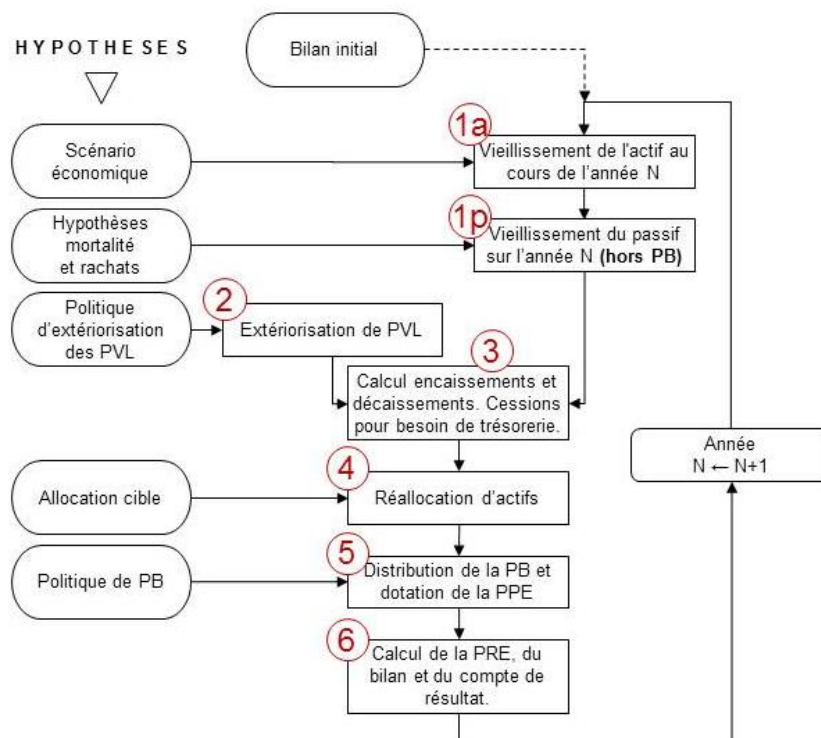 Bilan initial
HYPOTHESES
1a
Scénario
économique
Vieillissement de l'actif au
cours de l'année N
1p
Hypothèses
mortalité
et rachats
Vieillissement du passif
sur l'année N (hors PB)
2
Politique
d'extériorisation
des PVL
Extériorisation de PVL
3
Calcul encaissements et
décaissements. Cessions
pour besoin de trésorerie.
Année
N ← N+1
4
Allocation cible
Réallocation d'actifs
5
Politique de PB
Distribution de la PB et
dotation de la PPE
6
Calcul de la PRE, du
bilan et du compte de
résultat.